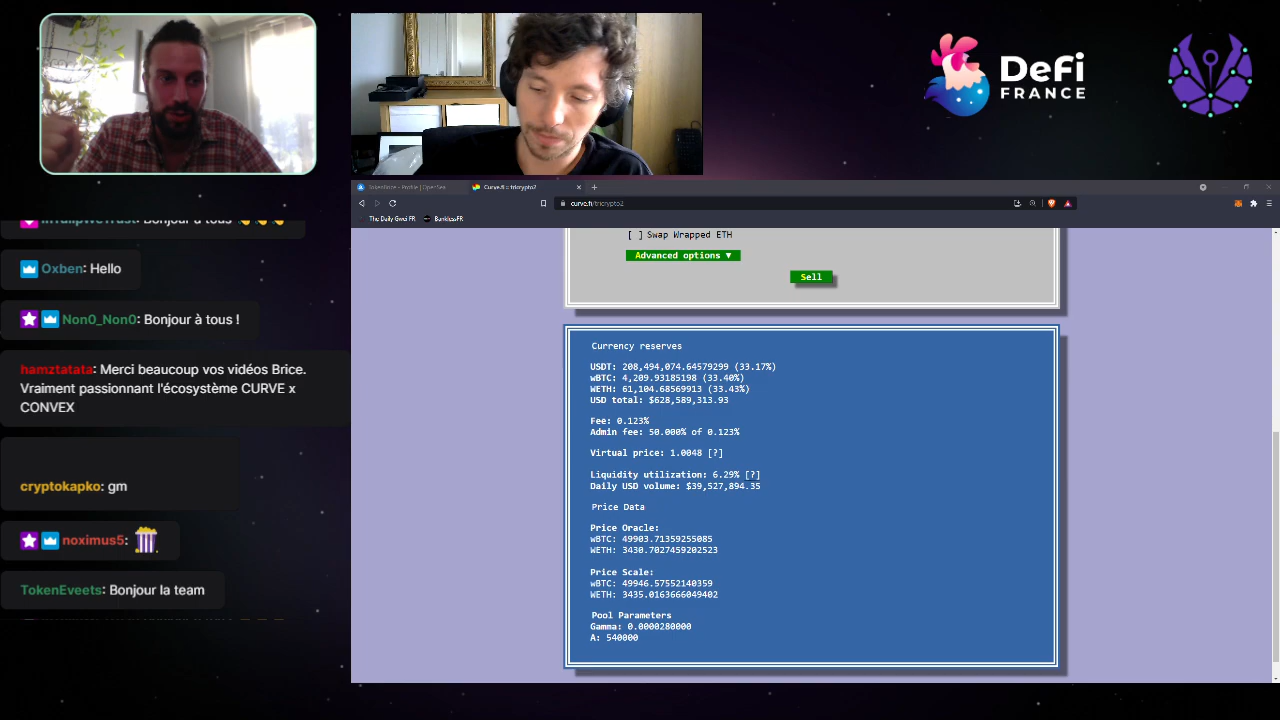 DeFi
FRANCE
Bonjour à tous
Oxben: Hello
Non0_Non0: Bonjour à tous !
hamztatata: Merci beaucoup vos vidéos Brice.
Vraiment passionnant l'écosystème CURVE x
CONVEX
cryptokapko: gm
noximus5:
TokenEveets: Bonjour la team
Curve.fi :: tricrypto2
curve.fi/tricrypto2
The Daily Gwei FR
BanklessFR
[ ] Swap Wrapped ETH
Advanced options ▼
Sell
Currency reserves
USDT: 208,494,074.64579299 (33.17%)
wBTC: 4,209.93185198 (33.40%)
WETH: 61,104.68569913 (33.43%)
USD total: $628,589,313.93
Fee: 0.123%
Admin fee: 50.000% of 0.123%
Virtual price: 1.0048 [?]
Liquidity utilization: 6.29% [?]
Daily USD volume: $39,527,894.35
Price Data
Price Oracle:
wBTC: 49903.71359255085
WETH: 3430.7027459202523
Price Scale:
wBTC: 49946.57552140359
WETH: 3435.0163666049402
Pool Parameters
Gamma: 0.0000280000
A: 540000